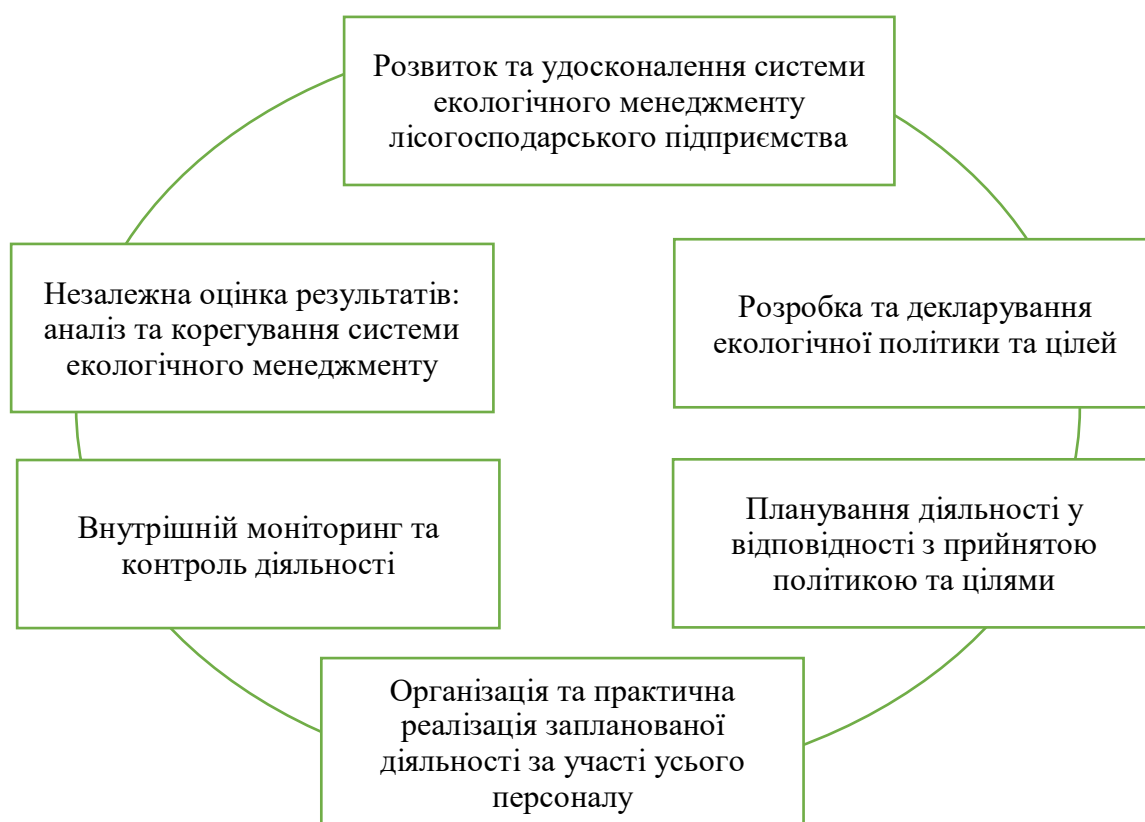 Розвиток та удосконалення системи
екологічного менеджменту
лісогосподарського підприємства
Розробка та декларування
екологічної політики та цілей
Планування діяльності у
відповідності з прийнятою
політикою та цілями
Організація та практична
реалізація запланованої
діяльності за участі усього
персоналу
Внутрішній моніторинг та
контроль діяльності
Незалежна оцінка результатів:
аналіз та корегування системи
екологічного менеджменту